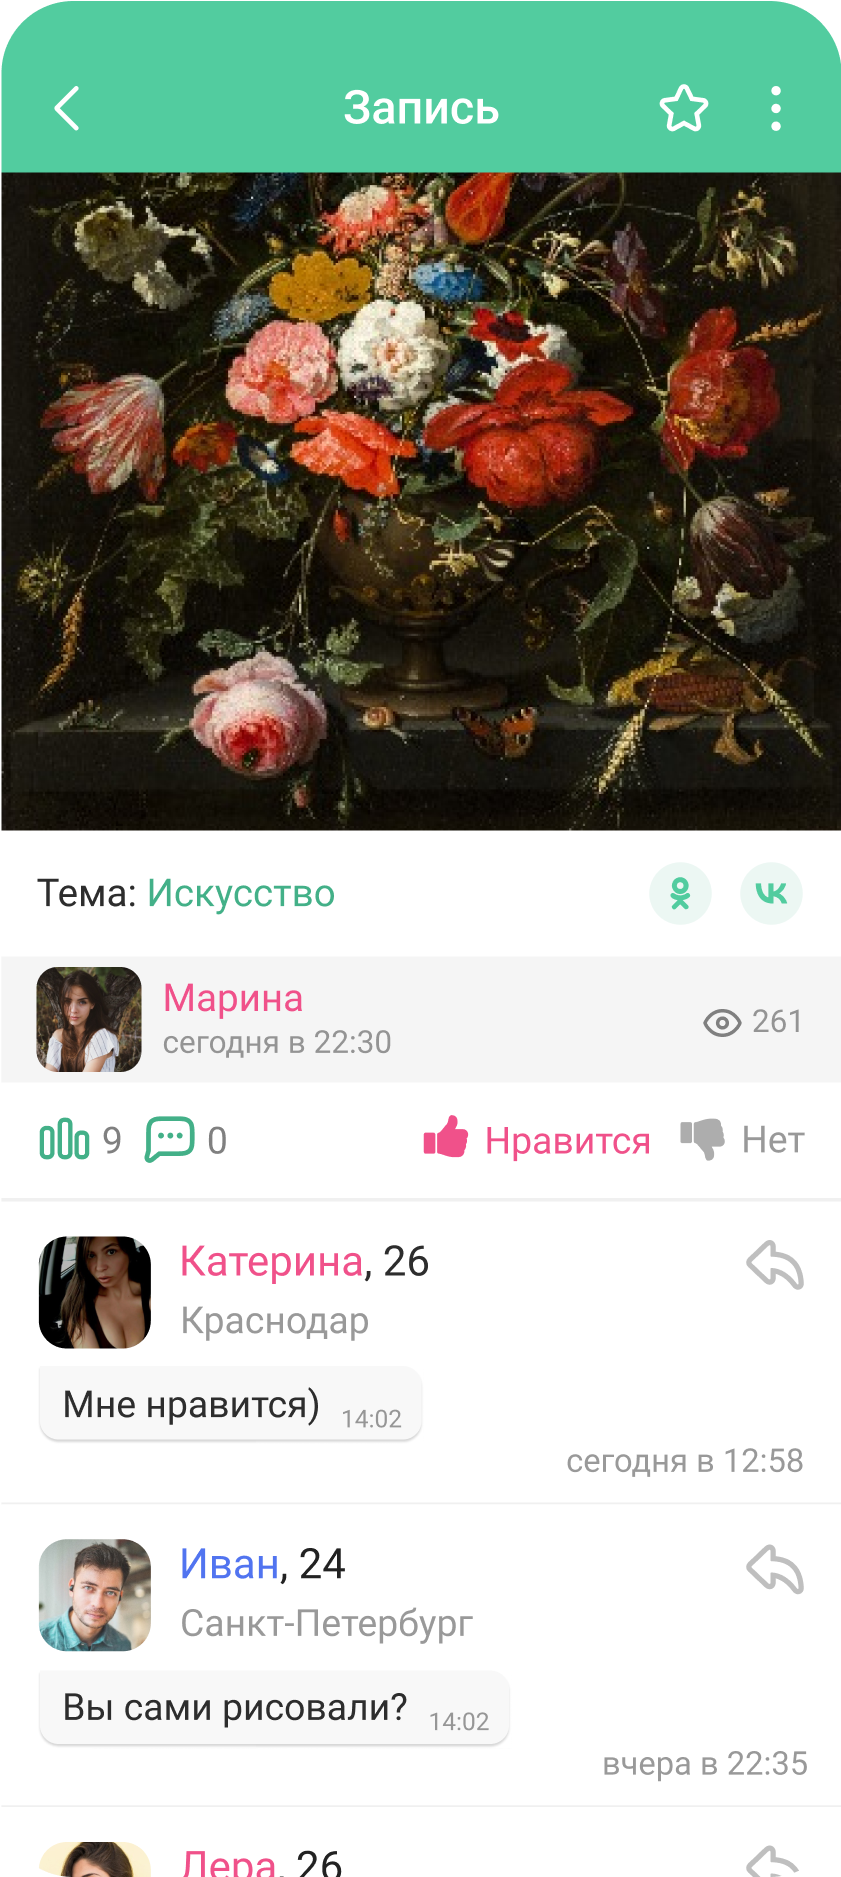 Запись
Тема: Искусство
Марина
сегодня в 22:30
261
9 0 Нравится Нет
Катерина, 26
Краснодар
Мне нравится) 14:02
сегодня в 12:58
Иван, 24
Санкт-Петербург
Вы сами рисовали? 14:02
вчера в 22:35
Лера, 26